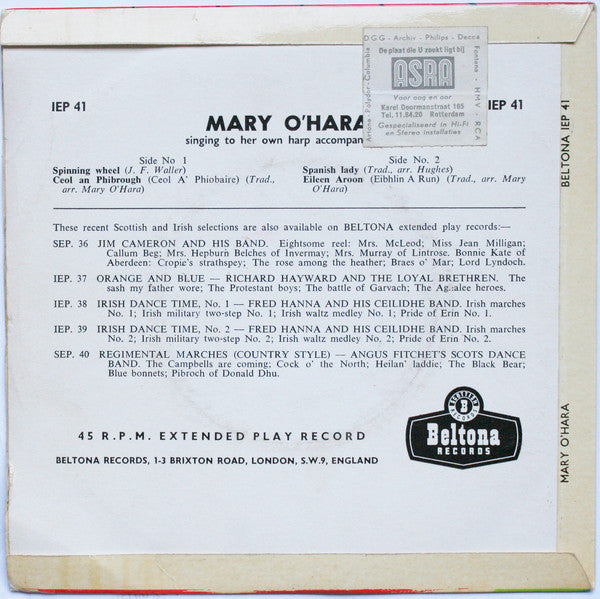 D.G.G - Archiv - Philips - Decca
Ariane - Polydor - Columbia
Fontana - HMV - RCA
De plaat die U zoekt ligt bij
ASRA
Voor oog en oor
Karel Doormanstraat 105
Tel. 11.84.20 Rotterdam
Gespecialiseerd in Hi-Fi
en Stereo installaties
IEP 41
IEP 41
MARY O'HARA
singing to her own harp accompan
Side No 1
Spinning wheel (J. F. Waller)
Ceol an Phibrough (Ceol A' Phiobaire) (Trad.,
arr. Mary O'Hara)
Side No. 2
Spanish lady (Trad., arr. Hughes)
Eileen Aroon (Eibhlin A Run) (Trad., arr. Mary
O'Hara)
These recent Scottish and Irish selections are also available on BELTONA extended play records:—
SEP. 36 JIM CAMERON AND HIS BAND. Eightsome reel: Mrs. McLeod; Miss Jean Milligan;
Callum Beg; Mrs. Hepburn Belches of Invermay; Mrs. Murray of Lintrose. Bonnie Kate of
Aberdeen: Cropie's strathspey; The rose among the heather; Braes o' Mar; Lord Lyndoch.
IEP. 37 ORANGE AND BLUE — RICHARD HAYWARD AND THE LOYAL BRETHREN. The
sash my father wore; The Protestant boys; The battle of Garvach; The Aghalee heroes.
IEP. 38 IRISH DANCE TIME, No. 1 — FRED HANNA AND HIS CEILIDHE BAND. Irish marches
No. 1; Irish military two-step No. 1; Irish waltz medley No. 1; Pride of Erin No. 1.
IEP. 39 IRISH DANCE TIME, No. 2 — FRED HANNA AND HIS CEILIDHE BAND. Irish marches
No. 2; Irish military two-step No. 2; Irish waltz medley No. 2; Pride of Erin No. 2.
SEP. 40 REGIMENTAL MARCHES (COUNTRY STYLE) — ANGUS FITCHET'S SCOTS DANCE
BAND. The Campbells are coming; Cock o' the North; Heilan' laddie; The Black Bear;
Blue bonnets; Pibroch of Donald Dhu.
45 R.P.M. EXTENDED PLAY RECORD
BELTONA RECORDS, 1-3 BRIXTON ROAD, LONDON, S.W.9, ENGLAND
B
Beltona
RECORDS
BELTONA IEP 41
MARY O'HARA